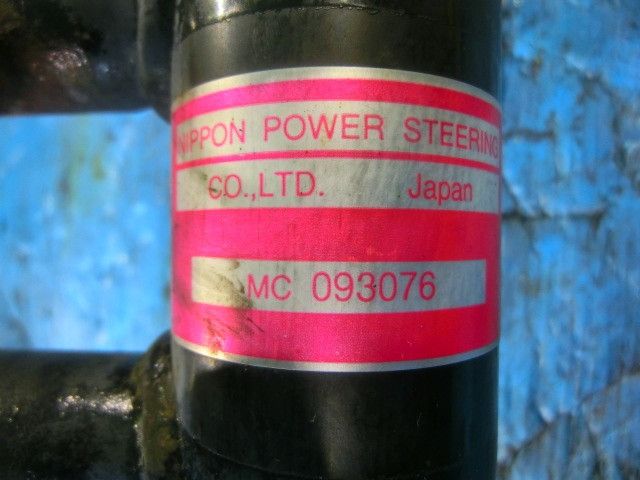 NIPPON POWER STEERING
CO.,LTD. Japan
MC 093076